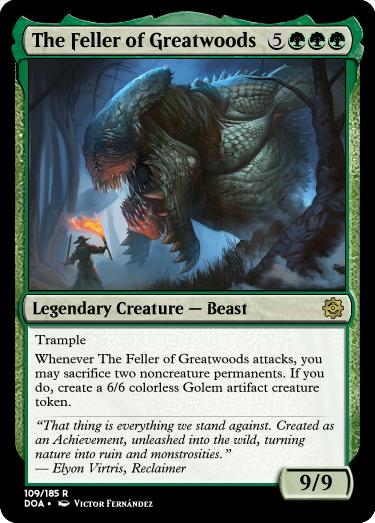 The Feller of Greatwoods 5
Legendary Creature — Beast
Trample
Whenever The Feller of Greatwoods attacks, you
may sacrifice two noncreature permanents. If you
do, create a 6/6 colorless Golem artifact creature
token.
“That thing is everything we stand against. Created as
an Achievement, unleashed into the wild, turning
nature into ruin and monstrosities.”
— Elyon Virtris, Reclaimer
9/9
109/185 R
DOA • Victor Fernández